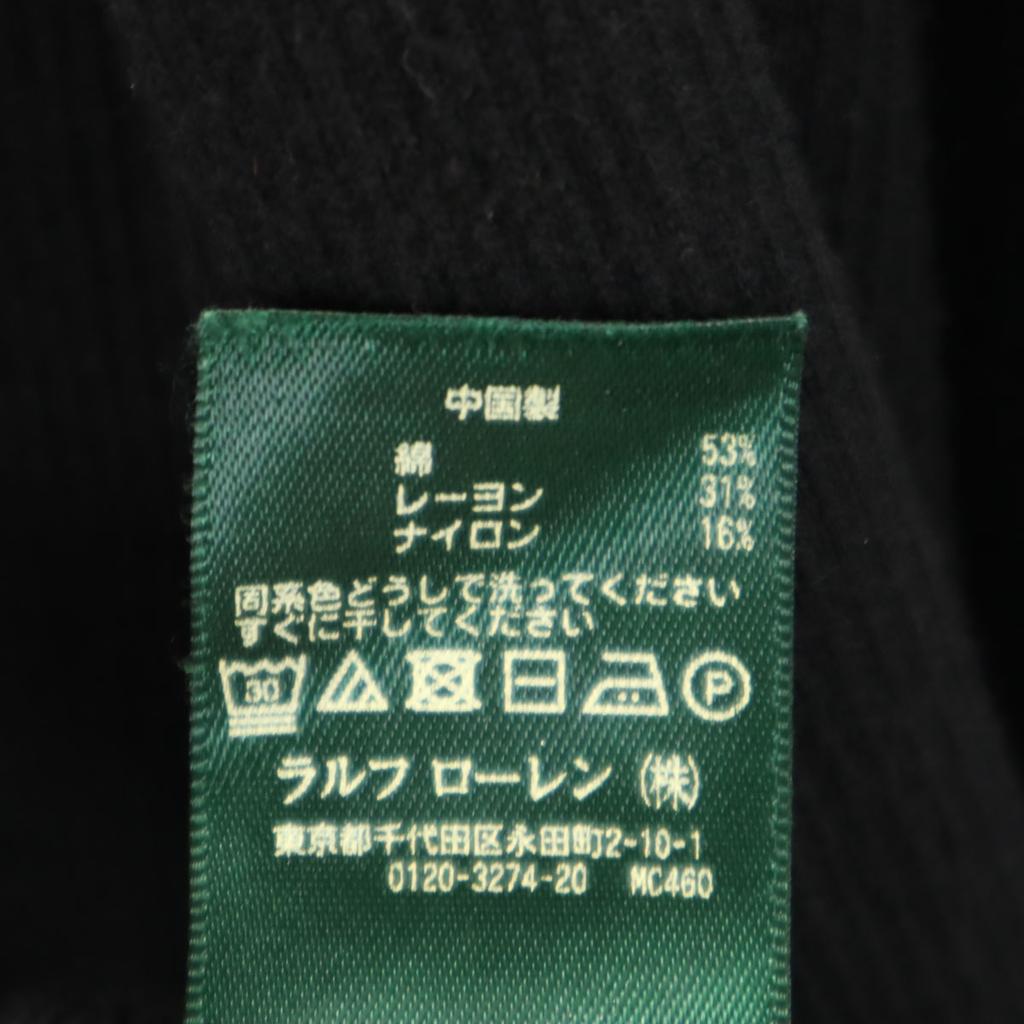 中国製
綿 53%
レーヨン 31%
ナイロン 16%
同系色どうしで洗ってください
すぐに干してください
30 P
ラルフ ローレン (株)
東京都千代田区永田町2-10-1
0120-3274-20 MC460